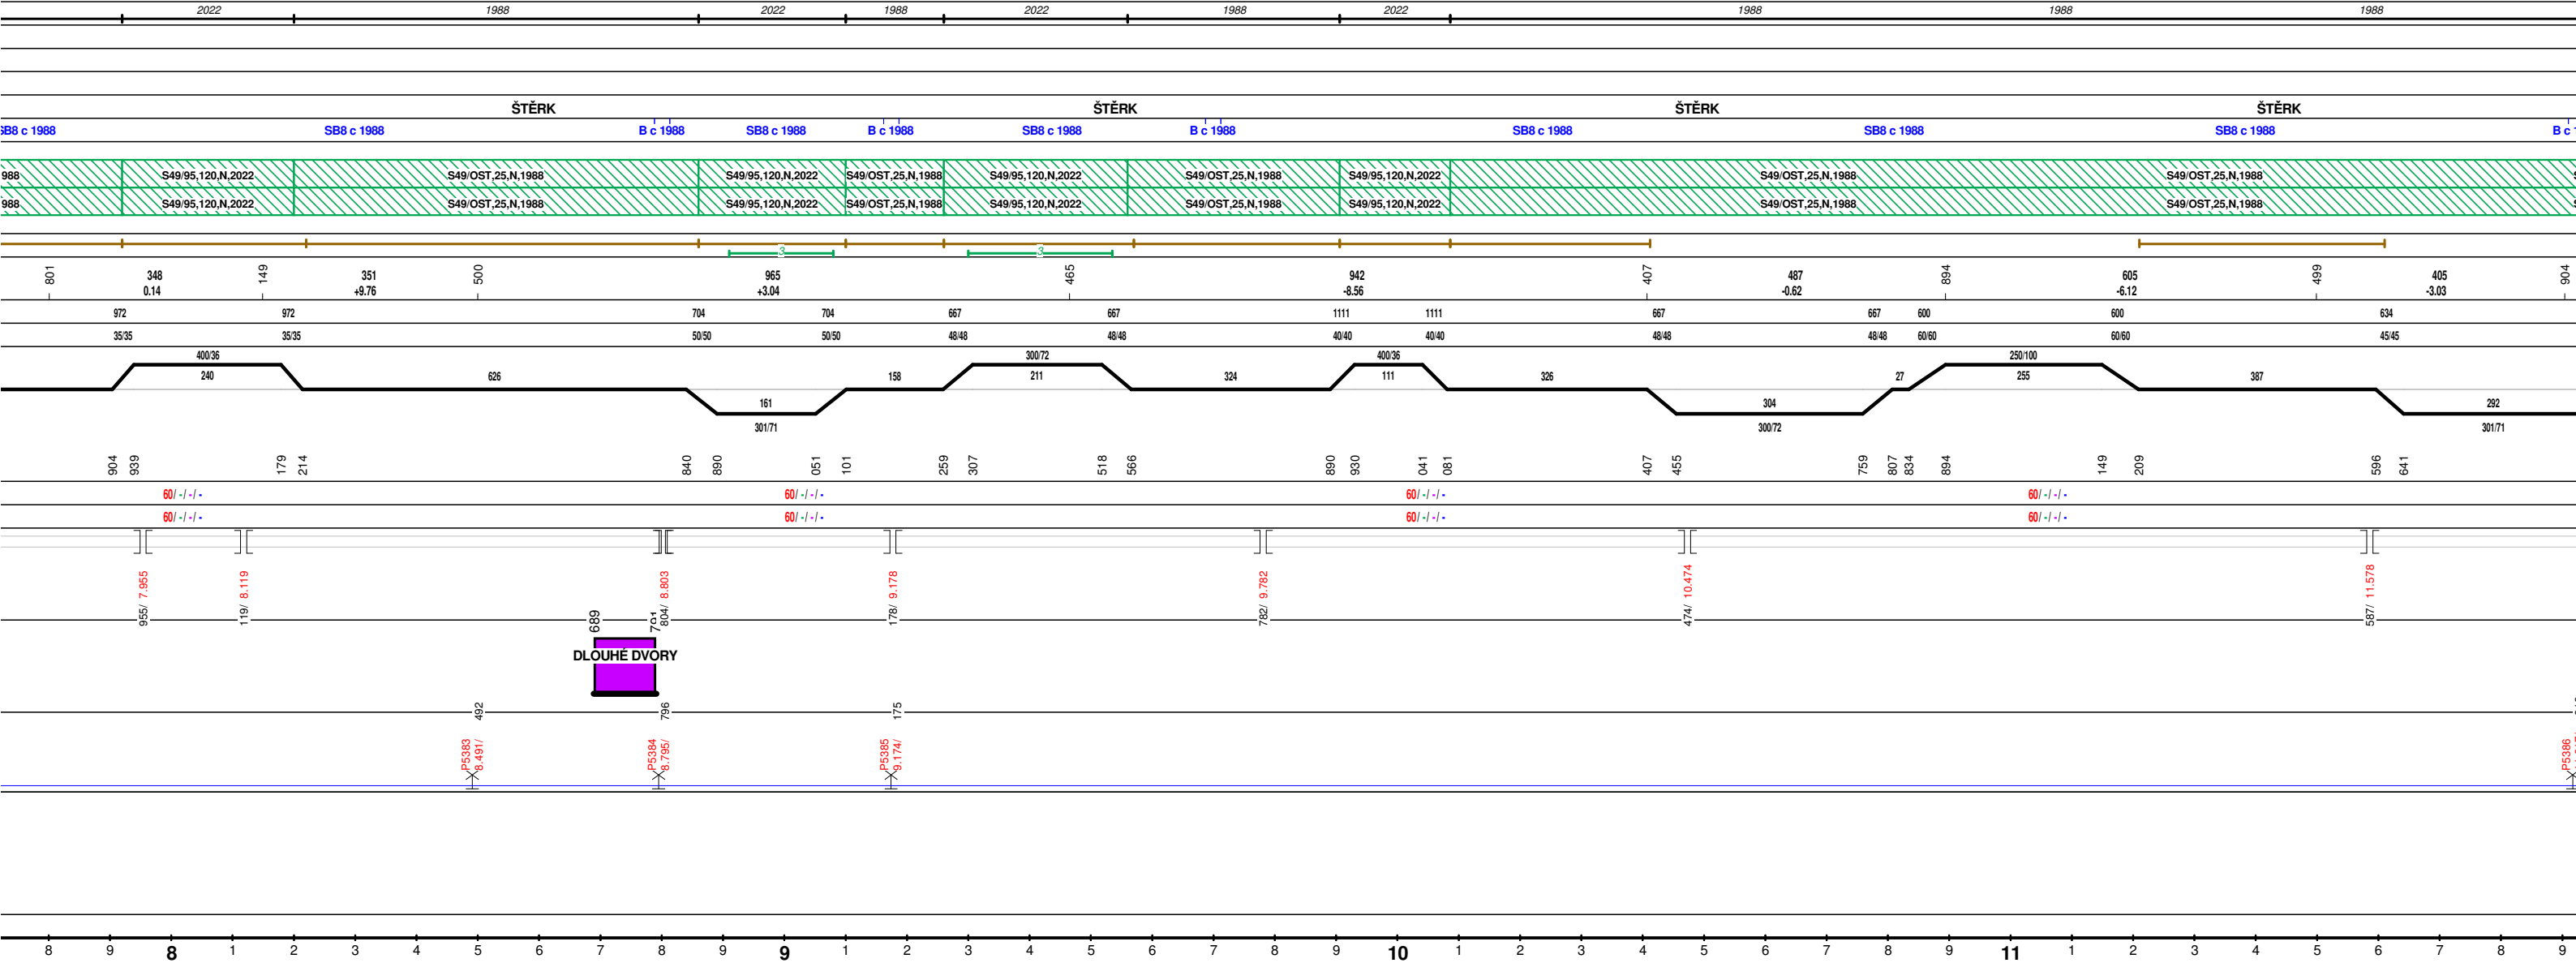 2022 1988 2022 1988 2022 1988 2022 1988 1988 1988
ŠTĚRK ŠTĚRK ŠTĚRK ŠTĚRK
SB8 c 1988 SB8 c 1988 B c 1988 SB8 c 1988 B c 1988 SB8 c 1988 B c 1988 SB8 c 1988 SB8 c 1988 SB8 c 1988 B c
988 S49/95,120,N,2022 S49/OST,25,N,1988 S49/95,120,N,2022 S49/OST,25,N,1988 S49/95,120,N,2022 S49/OST,25,N,1988 S49/95,120,N,2022 S49/OST,25,N,1988 S49/OST,25,N,1988
988 S49/95,120,N,2022 S49/OST,25,N,1988 S49/95,120,N,2022 S49/OST,25,N,1988 S49/95,120,N,2022 S49/OST,25,N,1988 S49/95,120,N,2022 S49/OST,25,N,1988 S49/OST,25,N,1988
3 3
801 348 149 351 500 965 465 942 407 487 894 605 499 405 904
0.14 +9.76 +3.04 -8.56 -0.62 -6.12 -3.03
972 972 704 704 667 667 1111 1111 667 667 600 600 634
35/35 35/35 50/50 50/50 48/48 48/48 40/40 40/40 48/48 48/48 60/60 60/60 45/45
400/36 300/72 400/36 250/100
240 626 158 211 324 111 326 27 255 387
161 304 292
301/71 300/72 301/71
904 939 179 214 840 890 051 101 259 307 518 566 890 930 041 081 407 455 759 807 834 894 149 209 596 641
60/ -/ -/ - 60/ -/ -/ - 60/ -/ -/ - 60/ -/ -/ -
60/ -/ -/ - 60/ -/ -/ - 60/ -/ -/ - 60/ -/ -/ -
955/ 7.955 119/ 8.119 804/ 8.803 178/ 9.178 782/ 9.782 474/ 10.474 587/ 11.578
689 791
DLOUHÉ DVORY
492 796 175
P5383 P5384 P5385 P5386
8.491/ 8.795/ 9.174/
8 9 8 1 2 3 4 5 6 7 8 9 1 2 3 4 5 6 7 8 9 10 1 2 3 4 5 6 7 8 9 11 1 2 3 4 5 6 7 8 9